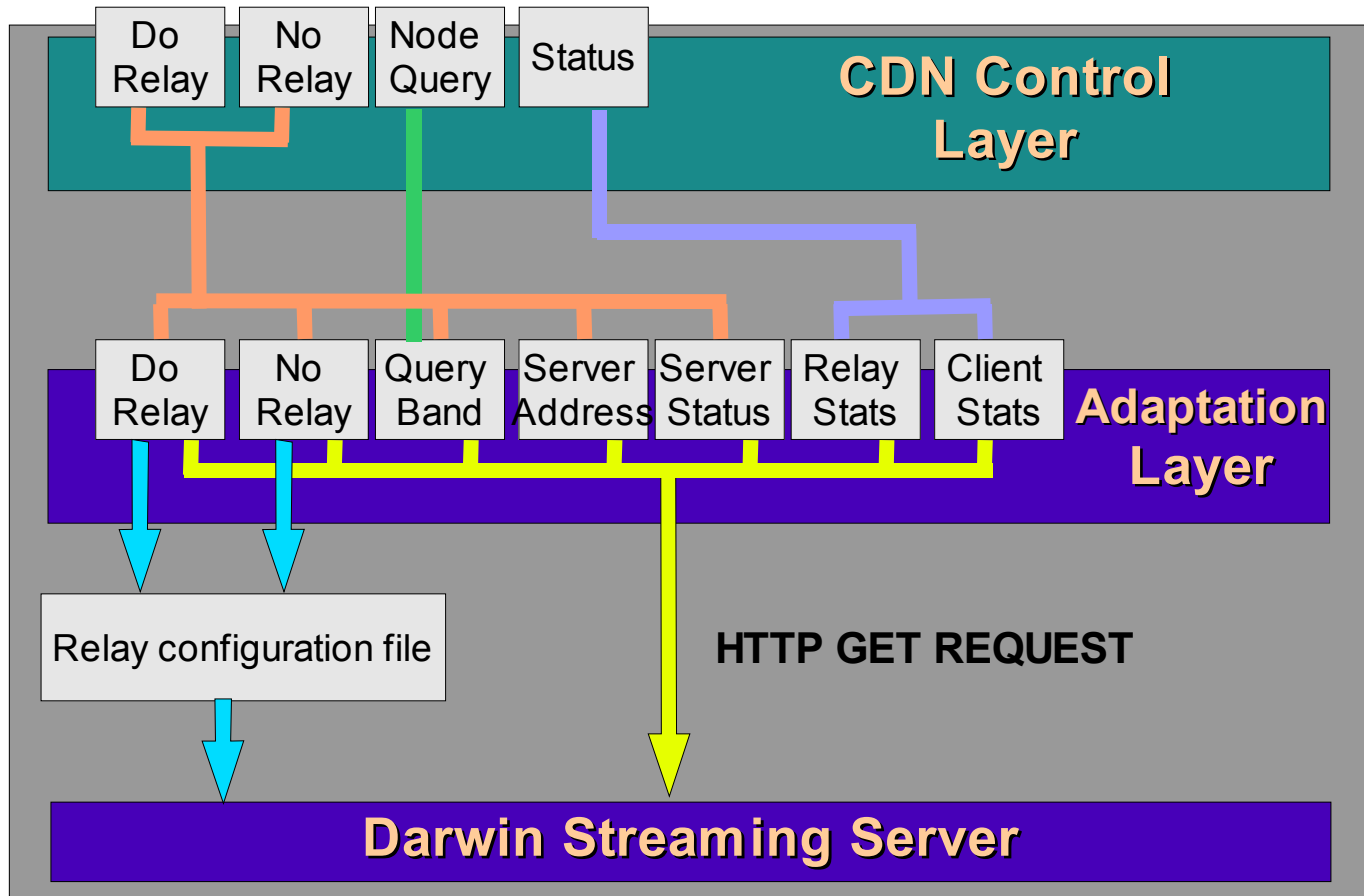 Do
Relay
No
Relay
Node
Query
Status
CDN Control
Layer
Do
Relay
No
Relay
Query
Band
Server
Address
Server
Status
Relay
Stats
Client
Stats
Adaptation
Layer
Relay configuration file
HTTP GET REQUEST
Darwin Streaming Server